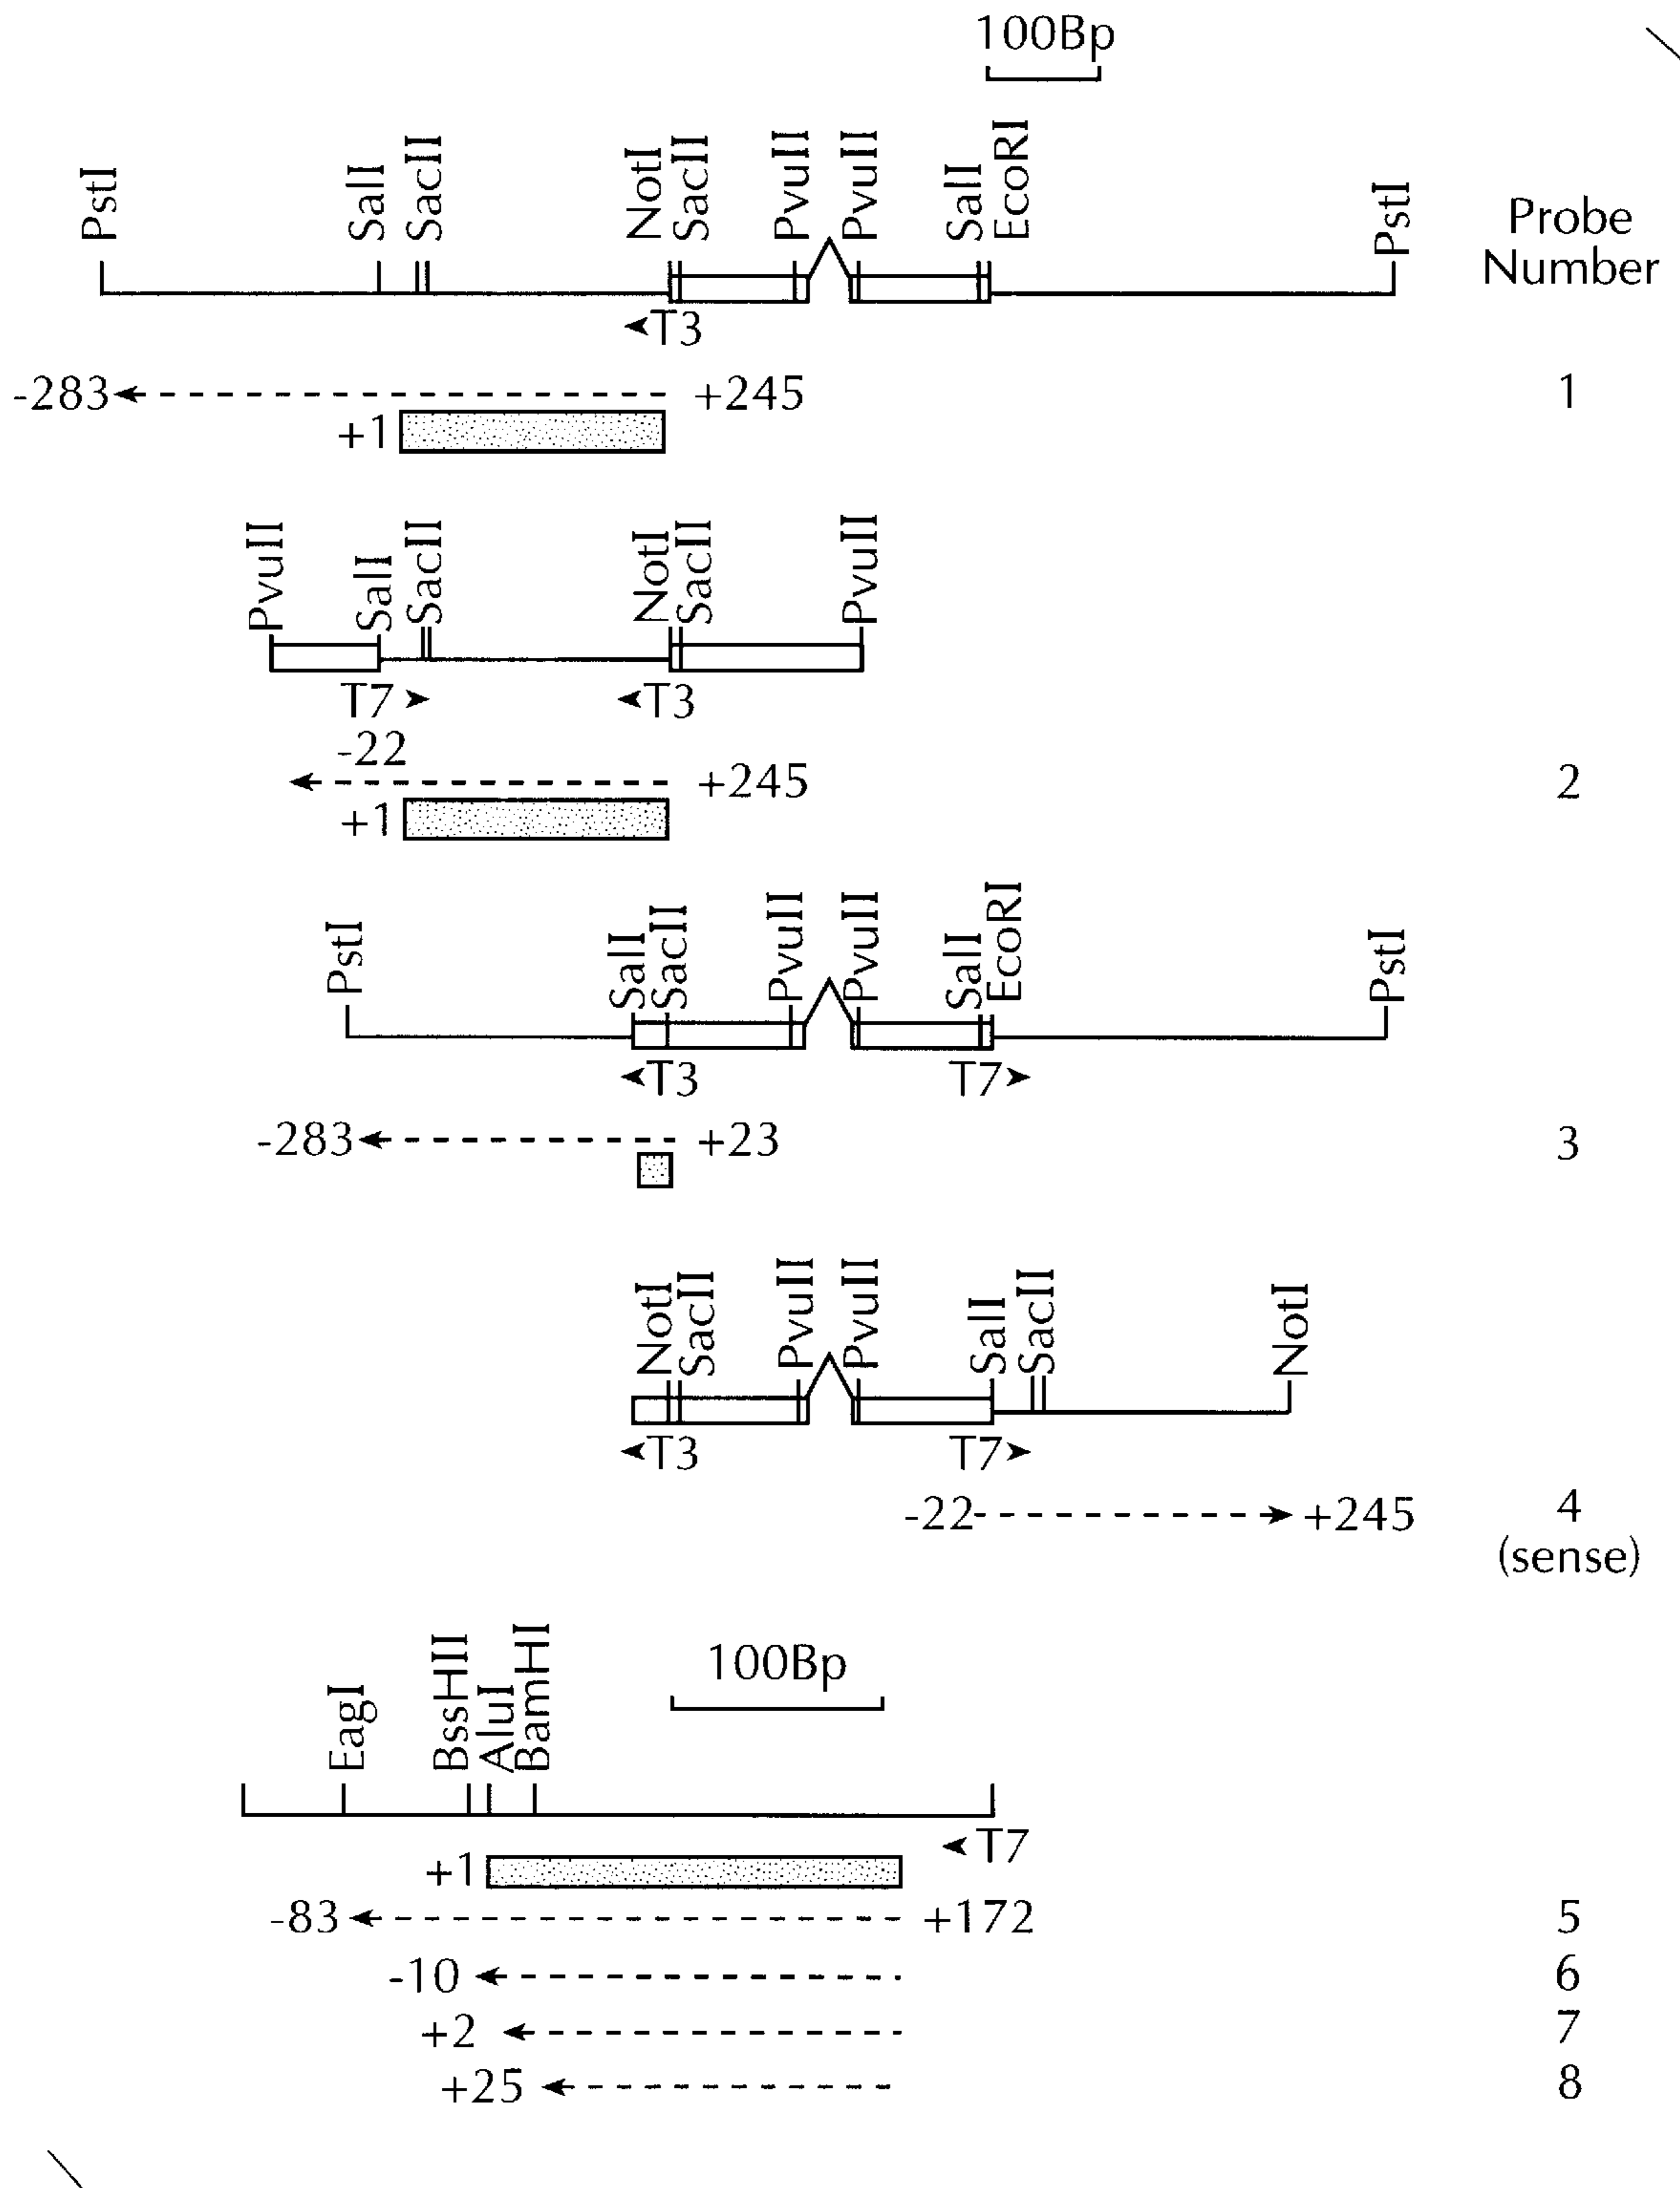 100Bp
PstI SalI SacII NotI SacII PvuII PvuII SalI EcoRI PstI
Probe
Number
T3
-283 +245 1
+1
PvuII SalI SacII NotI SacII PvuII
T7 T3
-22
+245 2
+1
PstI SalI SacII PvuII PvuII SalI EcoRI PstI
T3 T7
-283 +23 3
NotI SacII PvuII PvuII SalI SacII NotI
T3 T7
-22 +245 4
(sense)
100Bp
EagI BssHII AluI BamHI
T7
+1
-83 +172 5
-10 6
+2 7
+25 8